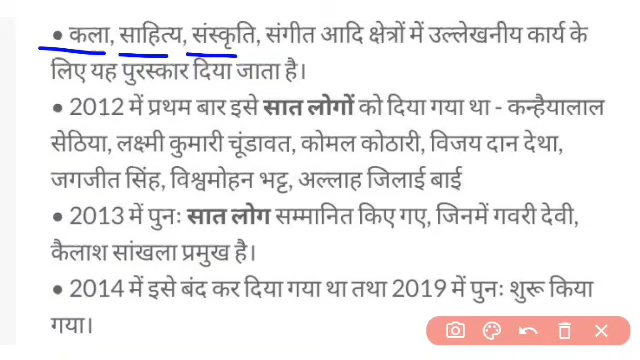 • कला, साहित्य, संस्कृति, संगीत आदि क्षेत्रों में उल्लेखनीय कार्य के
लिए यह पुरस्कार दिया जाता है।
• 2012 में प्रथम बार इसे सात लोगों को दिया गया था - कन्हैयालाल
सेठिया, लक्ष्मी कुमारी चूंडावत, कोमल कोठारी, विजय दान देथा,
जगजीत सिंह, विश्वमोहन भट्ट, अल्लाह जिलाई बाई
• 2013 में पुनः सात लोग सम्मानित किए गए, जिनमें गवरी देवी,
कैलाश सांखला प्रमुख है।
• 2014 में इसे बंद कर दिया गया था तथा 2019 में पुनः शुरू किया
गया।